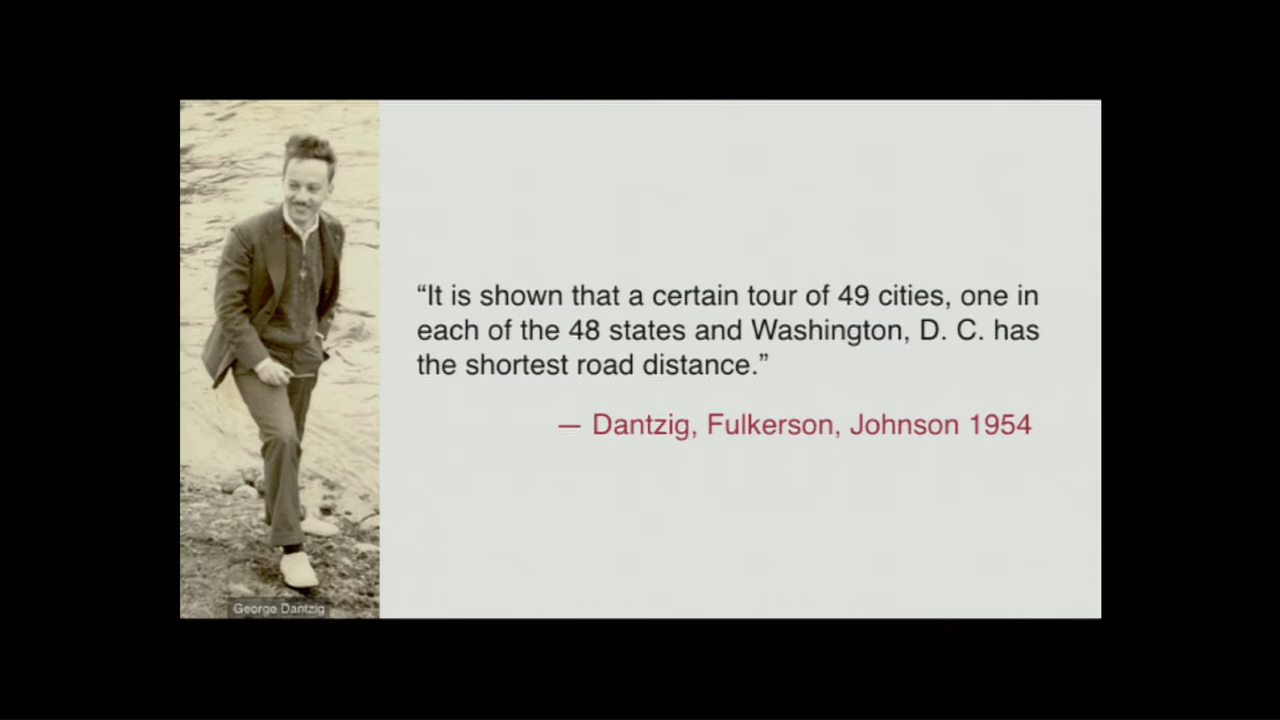 “It is shown that a certain tour of 49 cities, one in
each of the 48 states and Washington, D. C. has
the shortest road distance.”
— Dantzig, Fulkerson, Johnson 1954
George Dantzig